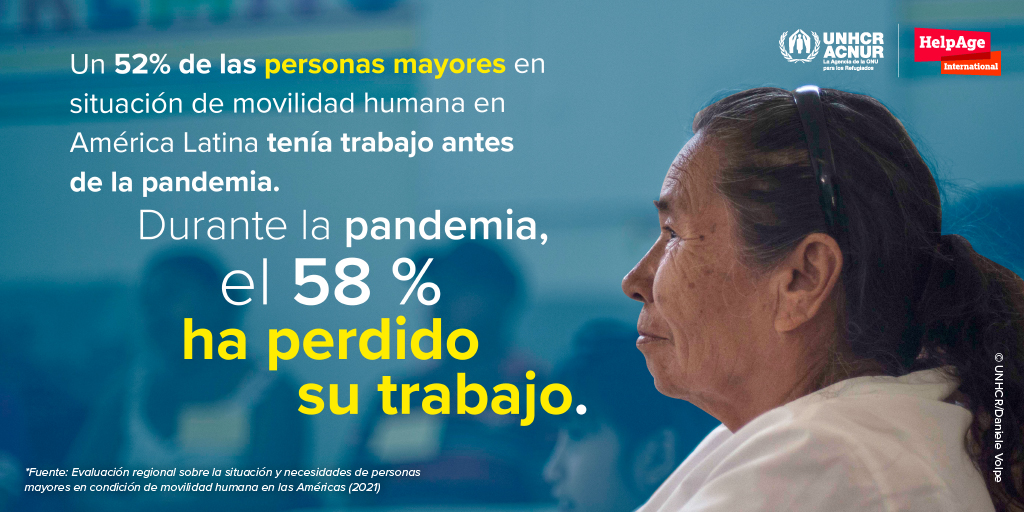 Un 52% de las personas mayores en
situación de movilidad humana en
América Latina tenía trabajo antes
de la pandemia.
Durante la pandemia,
el 58 %
ha perdido
su trabajo.
UNHCR
ACNUR
La Agencia de la ONU
para los Refugiados
HelpAge
International
© UNHCR/Daniele Volpe
*Fuente: Evaluación regional sobre la situación y necesidades de personas
mayores en condición de movilidad humana en las Américas (2021)